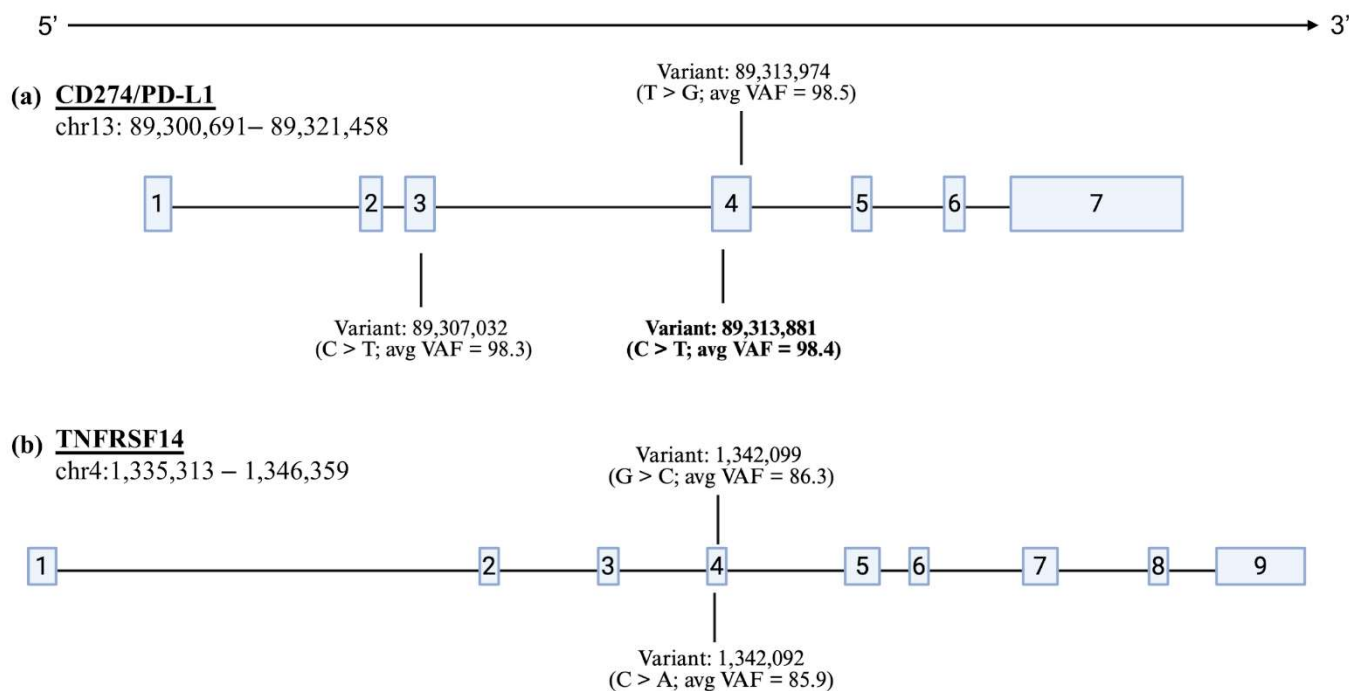 5’ 3’
(a) CD274/PD-L1
chr13: 89,300,691– 89,321,458
Variant: 89,313,974
(T > G; avg VAF = 98.5)
1 2 3 4 5 6 7
Variant: 89,307,032
(C > T; avg VAF = 98.3)
Variant: 89,313,881
(C > T; avg VAF = 98.4)
(b) TNFRSF14
chr4:1,335,313 – 1,346,359
Variant: 1,342,099
(G > C; avg VAF = 86.3)
1 2 3 4 5 6 7 8 9
Variant: 1,342,092
(C > A; avg VAF = 85.9)